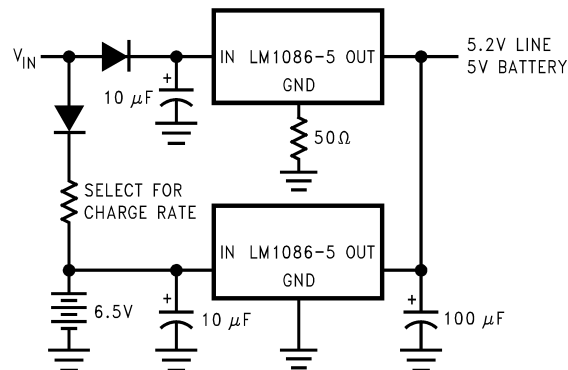 5.2V LINE
V_IN
IN LM1086-5 OUT
5V BATTERY
+
GND
10 μF
50Ω
SELECT FOR
CHARGE RATE
IN LM1086-5 OUT
GND
+
+
6.5V
10 μF
100 μF